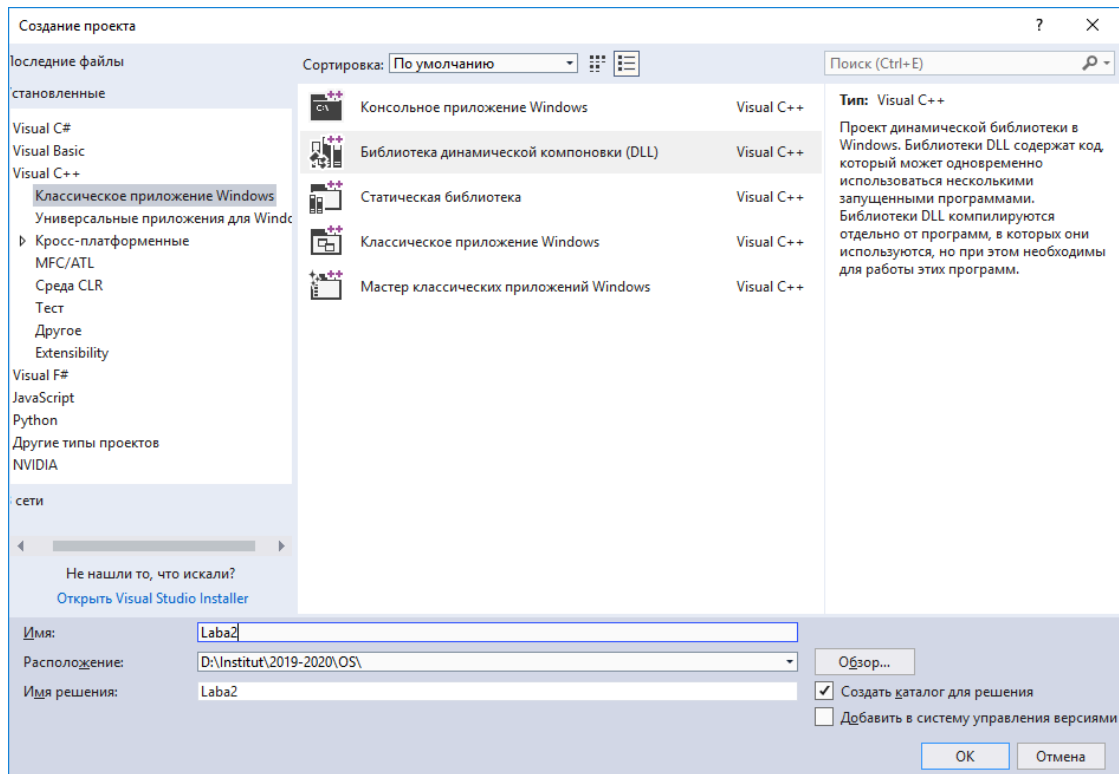 Создание проекта
Последние файлы
Сортировка: По умолчанию
Поиск (Ctrl+E)
Установленные
Visual C#
Visual Basic
Visual C++
Классическое приложение Windows
Универсальные приложения для Windo
Кросс-платформенные
MFC/ATL
Среда CLR
Тест
Другое
Extensibility
Visual F#
JavaScript
Python
Другие типы проектов
NVIDIA
В сети
Не нашли то, что искали?
Открыть Visual Studio Installer
Консольное приложение Windows Visual C++
Библиотека динамической компоновки (DLL) Visual C++
Статическая библиотека Visual C++
Классическое приложение Windows Visual C++
Мастер классических приложений Windows Visual C++
Тип: Visual C++
Проект динамической библиотеки в
Windows. Библиотеки DLL содержат код,
который может одновременно
использоваться несколькими
запущенными программами.
Библиотеки DLL компилируются
отдельно от программ, в которых они
используются, но при этом необходимы
для работы этих программ.
Имя: Laba2
Расположение: D:\Institut\2019-2020\OS\
Обзор...
Имя решения: Laba2
Создать каталог для решения
Добавить в систему управления версиями
ОК
Отмена